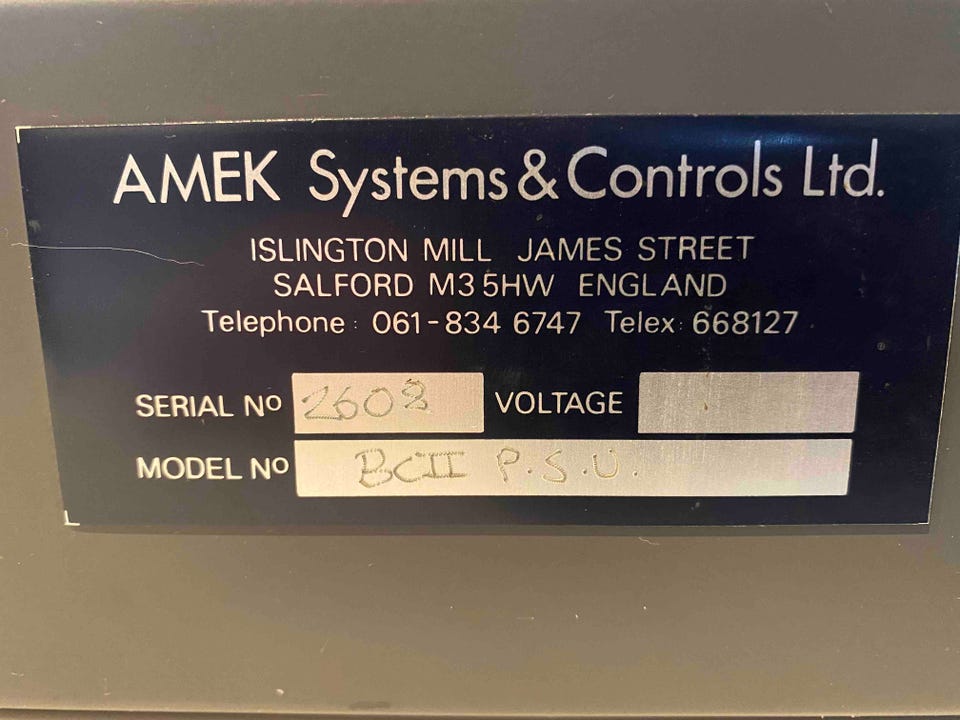 AMEK Systems & Controls Ltd.
ISLINGTON MILL JAMES STREET
SALFORD M3 5HW ENGLAND
Telephone: 061-834 6747 Telex: 668127
SERIAL No 2608 VOLTAGE
MODEL No BCII P.S.U.